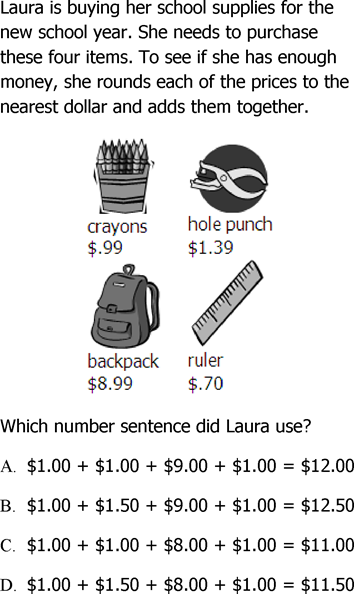 Laura is buying her school supplies for the
new school year. She needs to purchase
these four items. To see if she has enough
money, she rounds each of the prices to the
nearest dollar and adds them together.
crayons
$.99
hole punch
$1.39
backpack
$8.99
ruler
$.70
Which number sentence did Laura use?
A. $1.00 + $1.00 + $9.00 + $1.00 = $12.00
B. $1.00 + $1.50 + $9.00 + $1.00 = $12.50
C. $1.00 + $1.00 + $8.00 + $1.00 = $11.00
D. $1.00 + $1.50 + $8.00 + $1.00 = $11.50